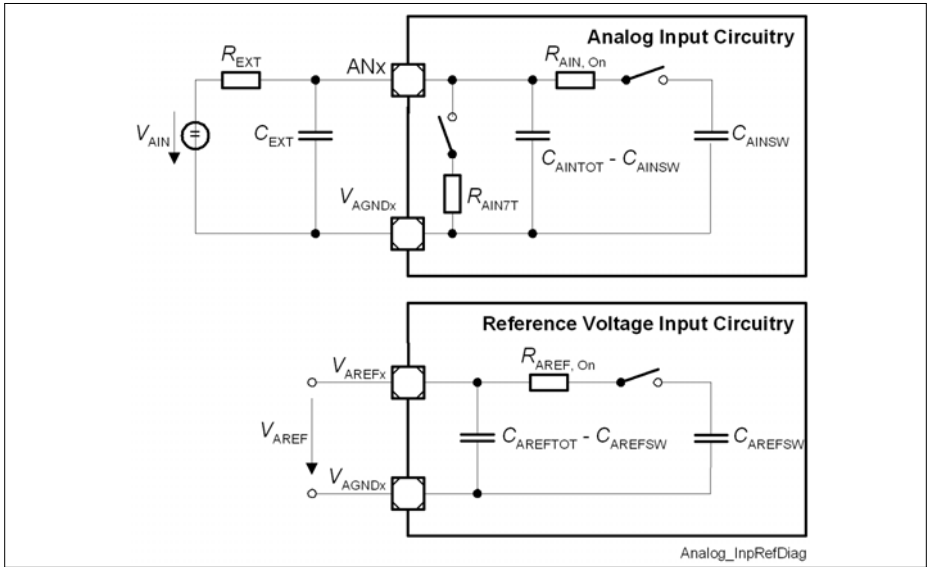 Analog Input Circuitry
R_EXT
ANx
R_AIN, On
V_AIN
C_EXT
C_AINTOT - C_AINSW
C_AINSW
V_AGNDx
R_AIN7T
Reference Voltage Input Circuitry
V_AREFx
R_AREF, On
V_AREF
C_AREFTOT - C_AREFSW
C_AREFSW
V_AGNDx
Analog_InpRefDiag